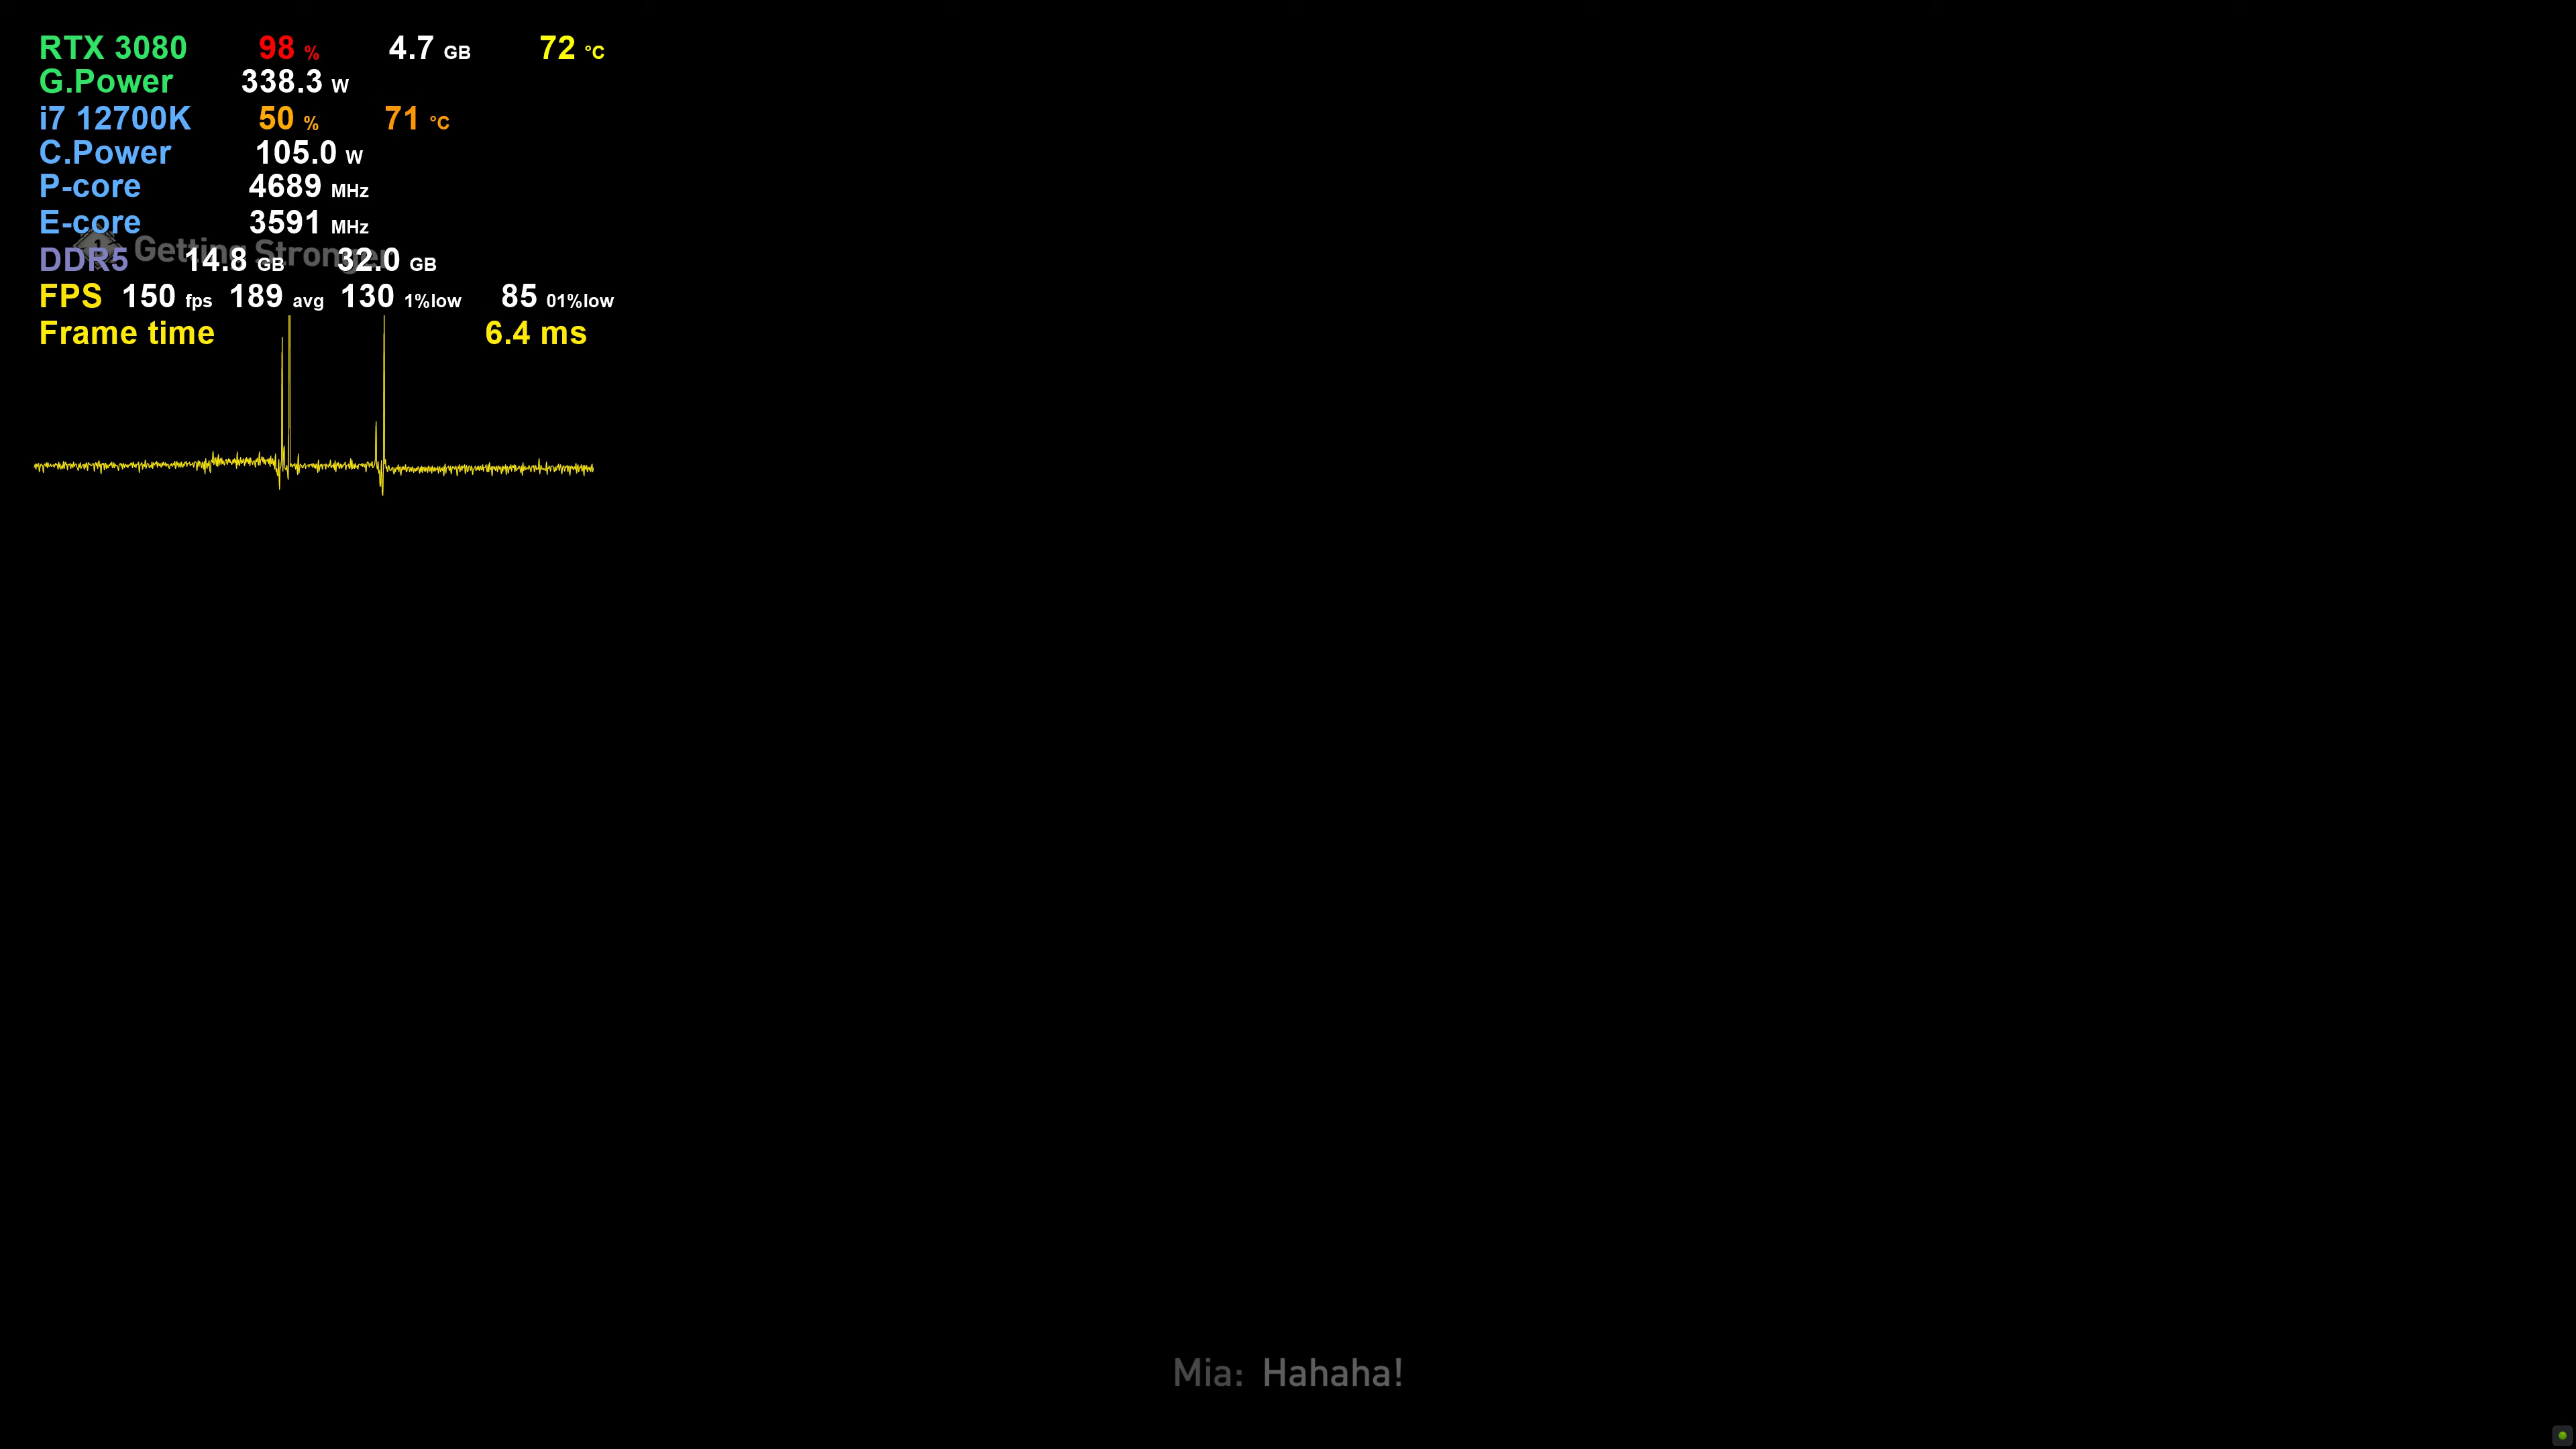 RTX 3080 98 % 4.7 GB 72 °C
G.Power 338.3 W
i7 12700K 50 % 71 °C
C.Power 105.0 W
P-core 4689 MHz
E-core 3591 MHz
Getting Stronger
DDR5 14.8 GB 32.0 GB
FPS 150 fps 189 avg 130 1%low 85 01%low
Frame time 6.4 ms
Mia: Hahaha!